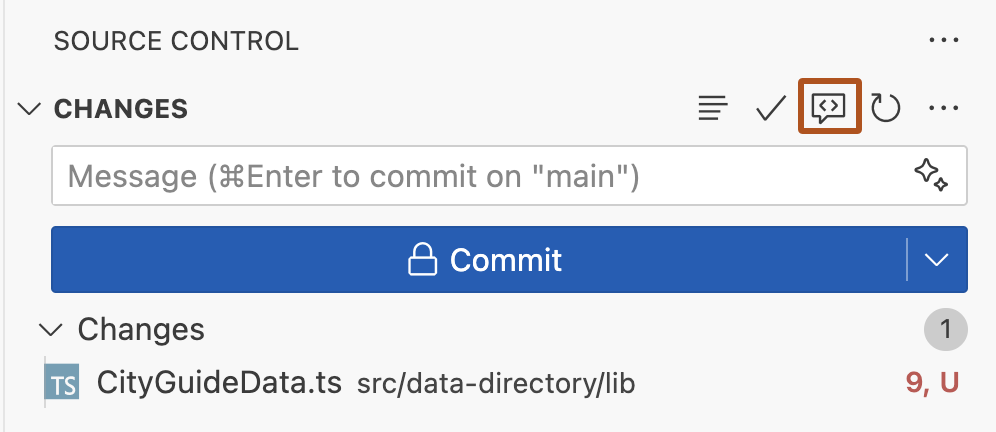 SOURCE CONTROL
CHANGES
Message (⌘Enter to commit on "main")
Commit
Changes 1
TS CityGuideData.ts src/data-directory/lib 9, U